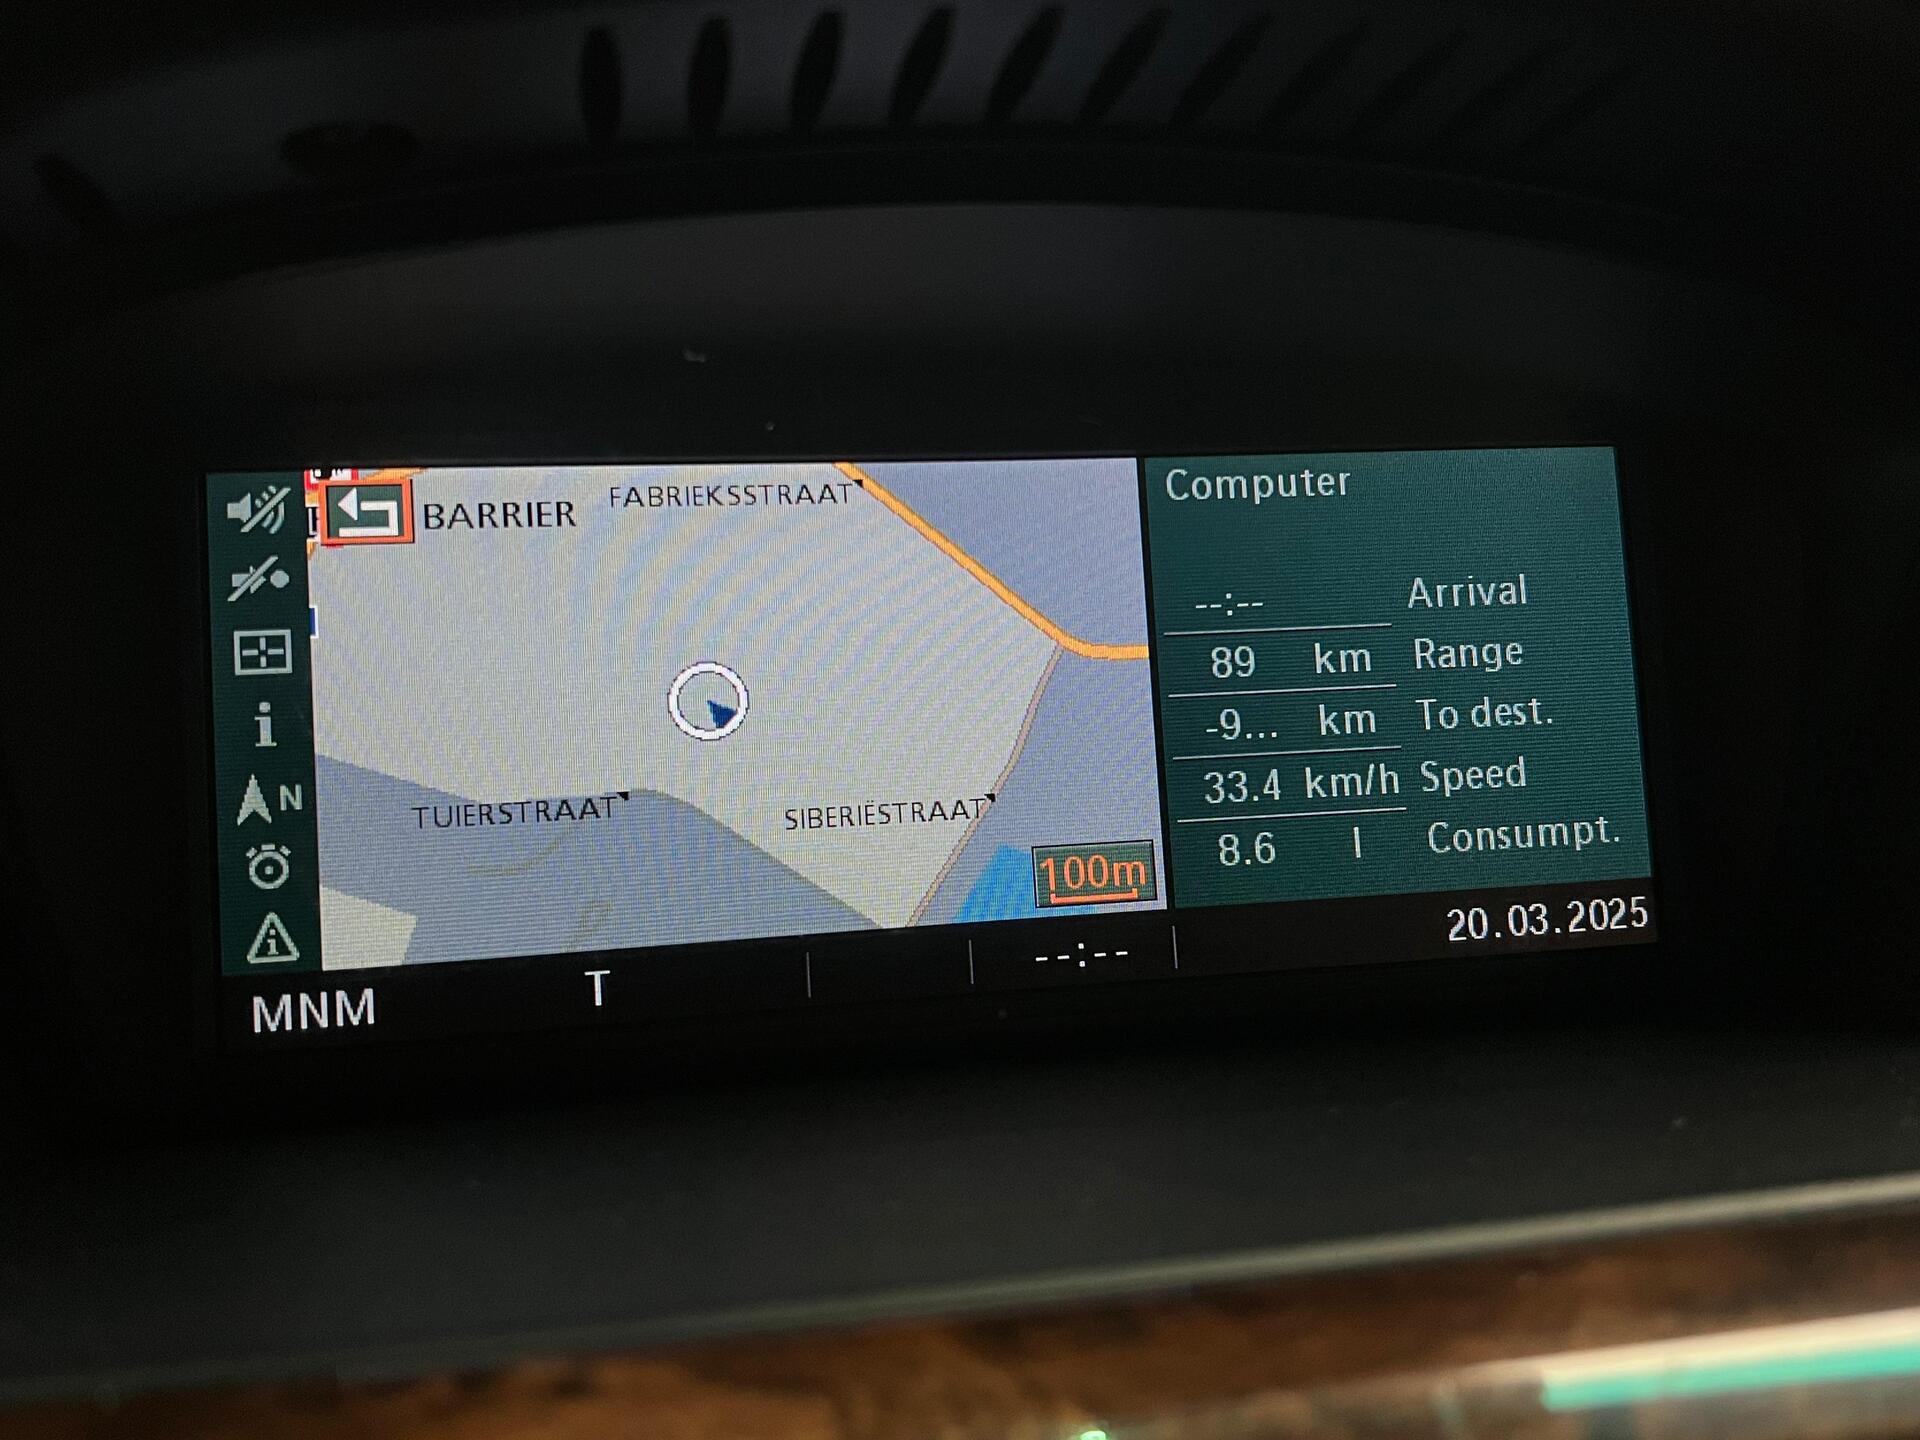 BARRIER
FABRIEKSSTRAAT
TUIERSTRAAT
SIBERIËSTRAAT
100m
N
Computer
--:-- Arrival
89 km Range
-9... km To dest.
33.4 km/h Speed
8.6 l Consumpt.
MNM T --:-- 20.03.2025